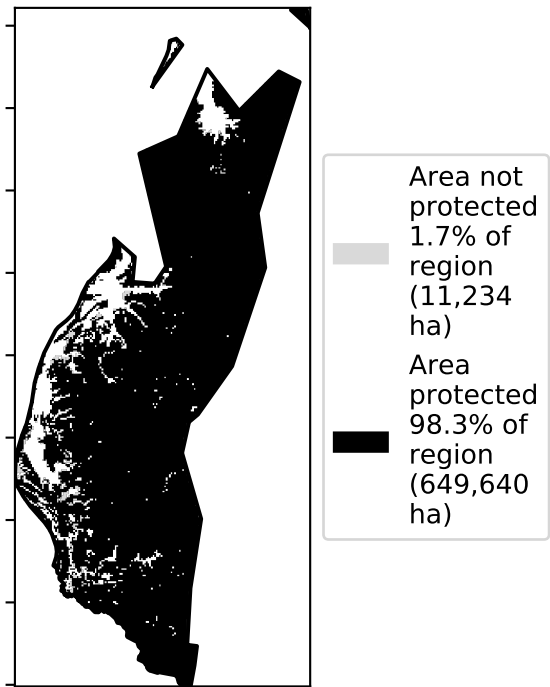 Area not
protected
1.7% of
region
(11,234
ha)
Area
protected
98.3% of
region
(649,640
ha)